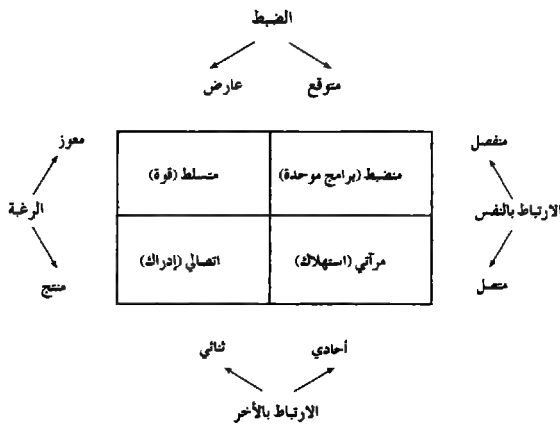 الضبط
متوقع
عارض
منفصل
معوز
منضبط (برامج موحدة)
متسلط (قوة)
الارتباط بالنفس
الرغبة
مرآتي (استهلاك)
اتصالي (إدراك)
متصل
منتج
أحادي
ثنائي
الارتباط بالأخر